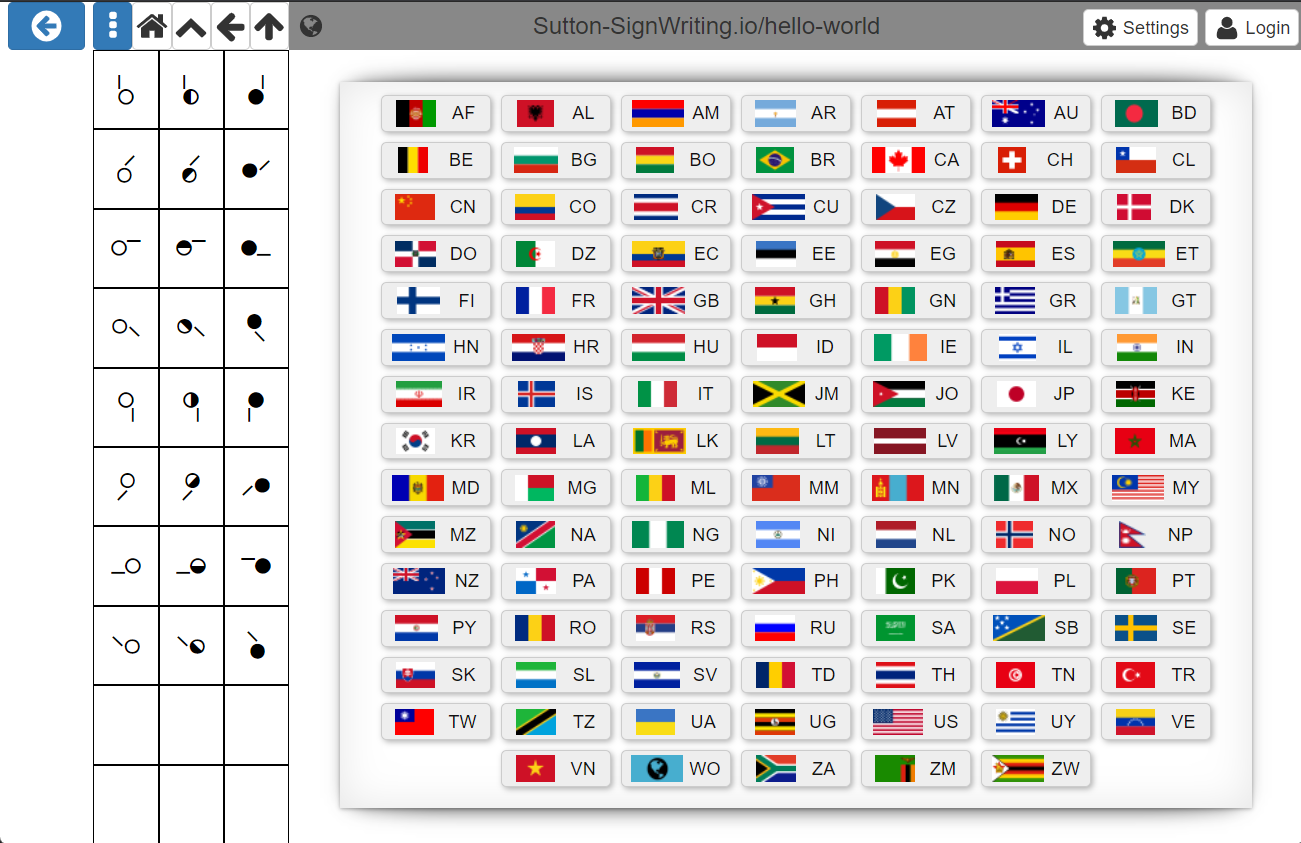 Sutton-SignWriting.io/hello-world Settings Login
AF AL AM AR AT AU BD
BE BG BO BR CA CH CL
CN CO CR CU CZ DE DK
DO DZ EC EE EG ES ET
FI FR GB GH GN GR GT
HN HR HU ID IE IL IN
IR IS IT JM JO JP KE
KR LA LK LT LV LY MA
MD MG ML MM MN MX MY
MZ NA NG NI NL NO NP
NZ PA PE PH PK PL PT
PY RO RS RU SA SB SE
SK SL SV TD TH TN TR
TW TZ UA UG US UY VE
VN WO ZA ZM ZW